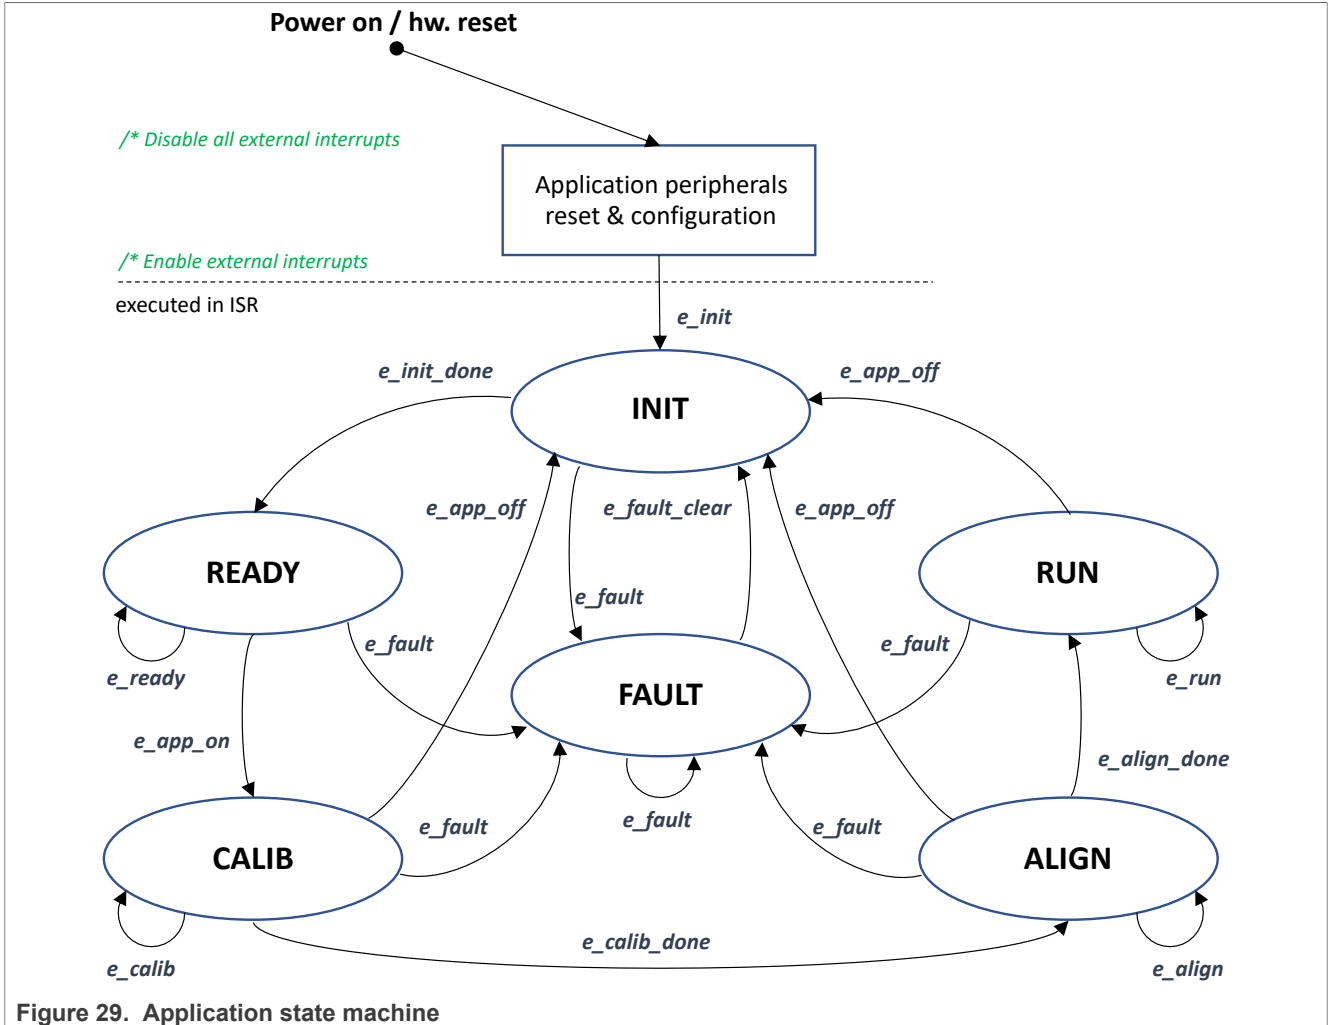 Power on / hw. reset
/* Disable all external interrupts
Application peripherals
reset & configuration
/* Enable external interrupts
executed in ISR
e_init
e_init_done
e_app_off
INIT
e_app_off
e_fault_clear
e_app_off
READY
RUN
e_fault
e_fault
e_fault
e_ready
e_run
FAULT
e_app_on
e_align_done
e_fault
e_fault
e_fault
CALIB
ALIGN
e_calib_done
e_calib
e_align
Figure 29. Application state machine